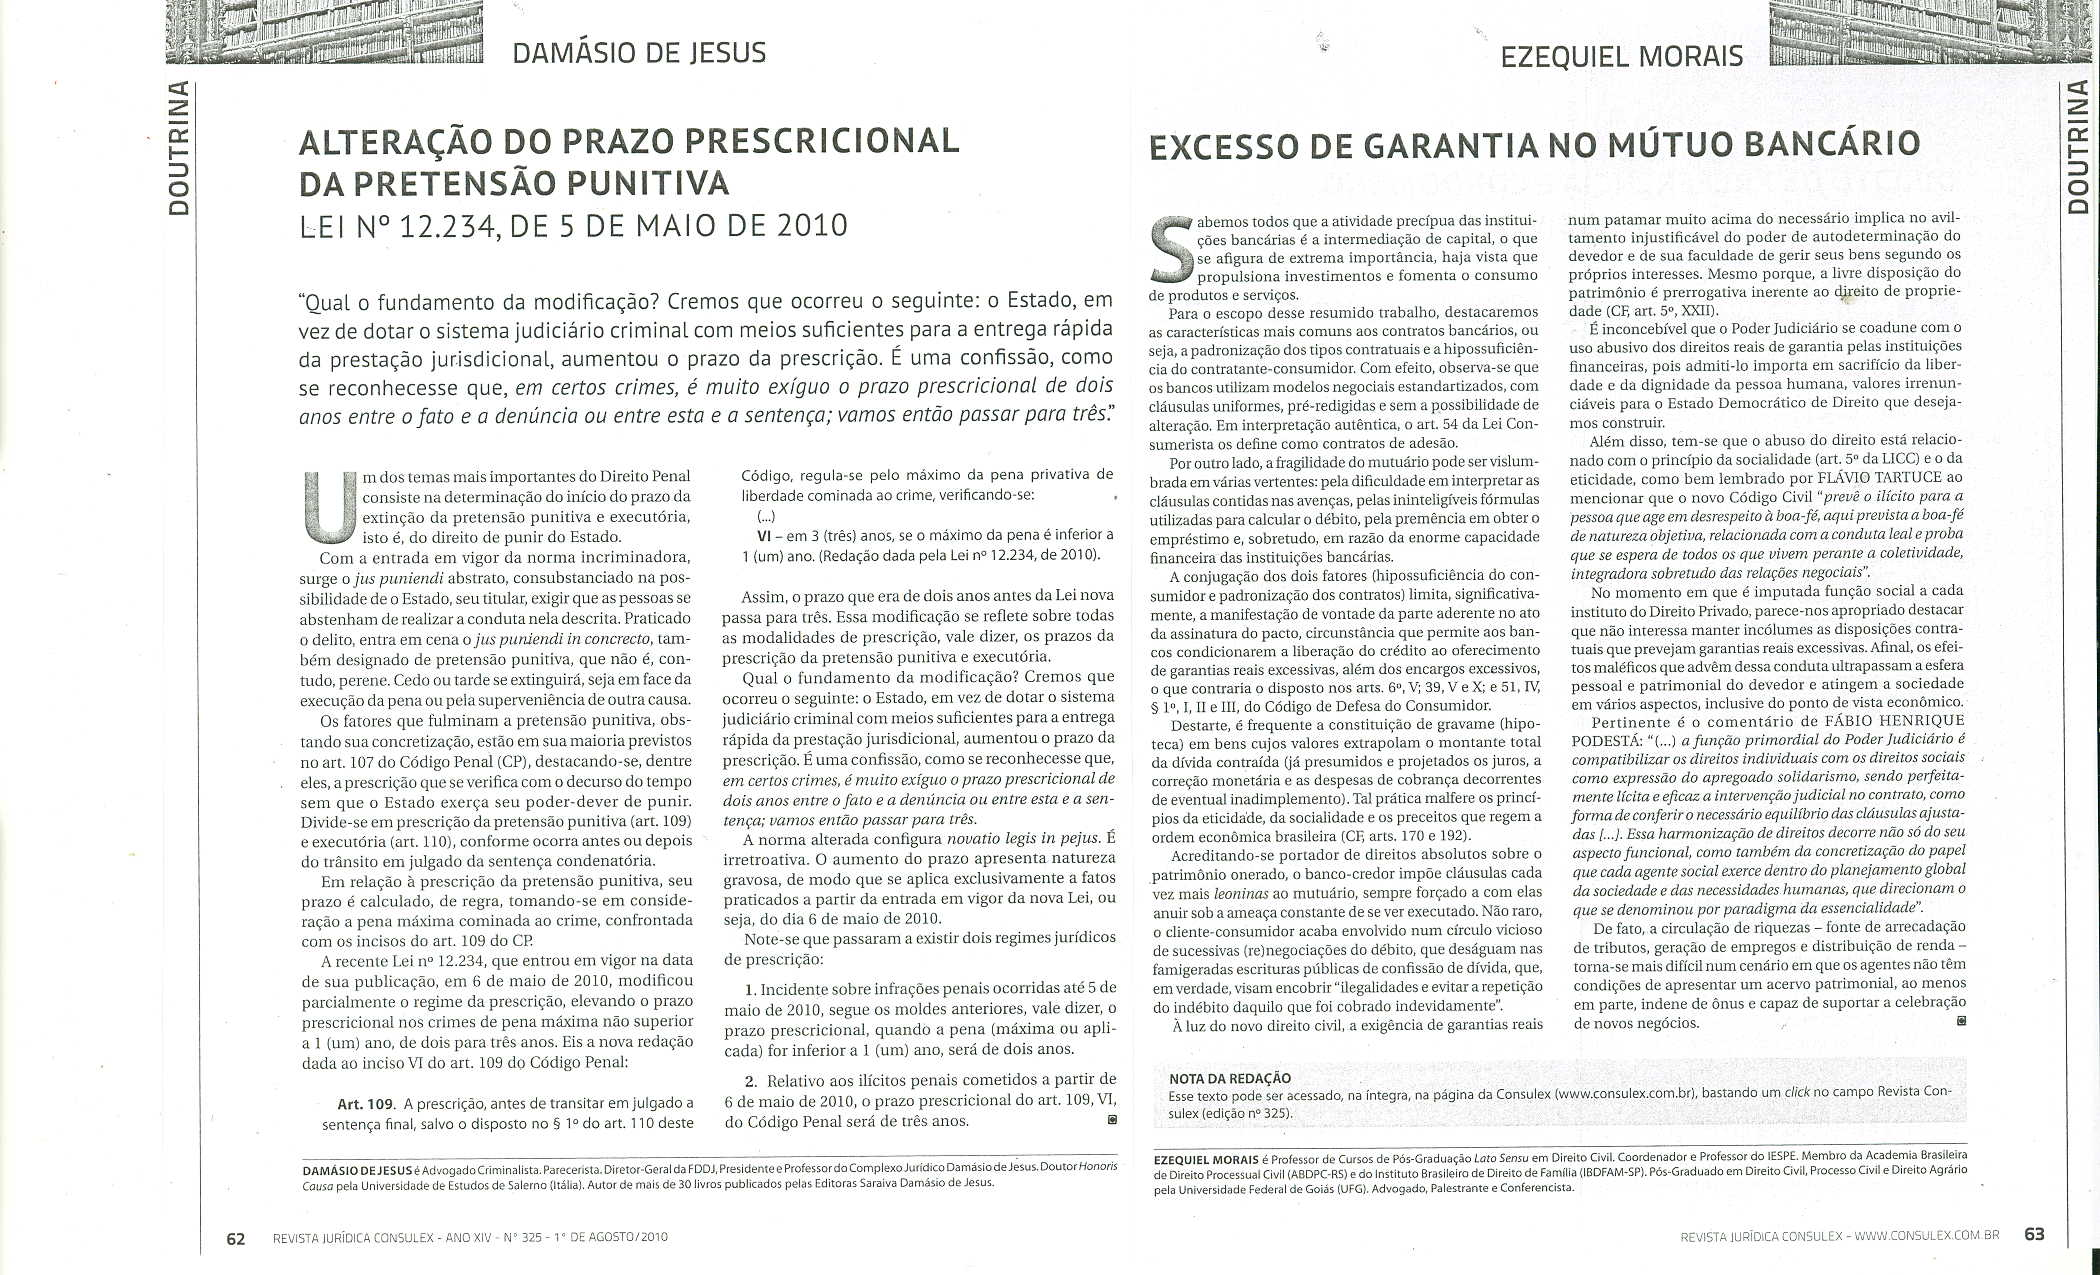 DAMÁSIO DE JESUS
DOUTRINA
ALTERAÇÃO DO PRAZO PRESCRICIONAL
DA PRETENSÃO PUNITIVA
LEI Nº 12.234, DE 5 DE MAIO DE 2010
“Qual o fundamento da modificação? Cremos que ocorreu o seguinte: o Estado, em
vez de dotar o sistema judiciário criminal com meios suficientes para a entrega rápida
da prestação jurisdicional, aumentou o prazo da prescrição. É uma confissão, como
se reconhecesse que, em certos crimes, é muito exíguo o prazo prescricional de dois
anos entre o fato e a denúncia ou entre esta e a sentença; vamos então passar para três.”
Um dos temas mais importantes do Direito Penal
consiste na determinação do início do prazo da
extinção da pretensão punitiva e executória,
isto é, do direito de punir do Estado.
Com a entrada em vigor da norma incriminadora,
surge o jus puniendi abstrato, consubstanciado na pos-
sibilidade de o Estado, seu titular, exigir que as pessoas se
abstenham de realizar a conduta nela descrita. Praticado
o delito, entra em cena o jus puniendi in concrecto, tam-
bém designado de pretensão punitiva, que não é, con-
tudo, perene. Cedo ou tarde se extinguirá, seja em face da
execução da pena ou pela superveniência de outra causa.
Os fatores que fulminam a pretensão punitiva, obs-
tando sua concretização, estão em sua maioria previstos
no art. 107 do Código Penal (CP), destacando-se, dentre
eles, a prescrição que se verifica com o decurso do tempo
sem que o Estado exerça seu poder-dever de punir.
Divide-se em prescrição da pretensão punitiva (art. 109)
e executória (art. 110), conforme ocorra antes ou depois
do trânsito em julgado da sentença condenatória.
Em relação à prescrição da pretensão punitiva, seu
prazo é calculado, de regra, tomando-se em conside-
ração a pena máxima cominada ao crime, confrontada
com os incisos do art. 109 do CP.
A recente Lei nº 12.234, que entrou em vigor na data
de sua publicação, em 6 de maio de 2010, modificou
parcialmente o regime da prescrição, elevando o prazo
prescricional nos crimes de pena máxima não superior
a 1 (um) ano, de dois para três anos. Eis a nova redação
dada ao inciso VI do art. 109 do Código Penal:
Art. 109. A prescrição, antes de transitar em julgado a
sentença final, salvo o disposto no § 1º do art. 110 deste
Código, regula-se pelo máximo da pena privativa de
liberdade cominada ao crime, verificando-se:
(...)
VI – em 3 (três) anos, se o máximo da pena é inferior a
1 (um) ano. (Redação dada pela Lei nº 12.234, de 2010).
Assim, o prazo que era de dois anos antes da Lei nova
passa para três. Essa modificação se reflete sobre todas
as modalidades de prescrição, vale dizer, os prazos da
prescrição da pretensão punitiva e executória.
Qual o fundamento da modificação? Cremos que
ocorreu o seguinte: o Estado, em vez de dotar o sistema
judiciário criminal com meios suficientes para a entrega
rápida da prestação jurisdicional, aumentou o prazo da
prescrição. É uma confissão, como se reconhecesse que,
em certos crimes, é muito exíguo o prazo prescricional de
dois anos entre o fato e a denúncia ou entre esta e a sen-
tença; vamos então passar para três.
A norma alterada configura novatio legis in pejus. É
irretroativa. O aumento do prazo apresenta natureza
gravosa, de modo que se aplica exclusivamente a fatos
praticados a partir da entrada em vigor da nova Lei, ou
seja, do dia 6 de maio de 2010.
Note-se que passaram a existir dois regimes jurídicos
de prescrição:
1. Incidente sobre infrações penais ocorridas até 5 de
maio de 2010, segue os moldes anteriores, vale dizer, o
prazo prescricional, quando a pena (máxima ou apli-
cada) for inferior a 1 (um) ano, será de dois anos.
2. Relativo aos ilícitos penais cometidos a partir de
6 de maio de 2010, o prazo prescricional do art. 109, VI,
do Código Penal será de três anos.
DAMÁSIO DE JESUS é Advogado Criminalista. Parecerista. Diretor-Geral da FDDJ, Presidente e Professor do Complexo Jurídico Damásio de Jesus. Doutor Honoris
Causa pela Universidade de Estudos de Salerno (Itália). Autor de mais de 30 livros publicados pelas Editoras Saraiva Damásio de Jesus.
62 REVISTA JURÍDICA CONSULEX - ANO XIV - Nº 325 - 1º DE AGOSTO/2010
EZEQUIEL MORAIS
DOUTRINA
EXCESSO DE GARANTIA NO MÚTUO BANCÁRIO
Sabemos todos que a atividade precípua das institui-
ções bancárias é a intermediação de capital, o que
se afigura de extrema importância, haja vista que
propulsiona investimentos e fomenta o consumo
de produtos e serviços.
Para o escopo desse resumido trabalho, destacaremos
as características mais comuns aos contratos bancários, ou
seja, a padronização dos tipos contratuais e a hipossuficiên-
cia do contratante-consumidor. Com efeito, observa-se que
os bancos utilizam modelos negociais estandartizados, com
cláusulas uniformes, pré-redigidas e sem a possibilidade de
alteração. Em interpretação autêntica, o art. 54 da Lei Con-
sumerista os define como contratos de adesão.
Por outro lado, a fragilidade do mutuário pode ser vislum-
brada em várias vertentes: pela dificuldade em interpretar as
cláusulas contidas nas avenças, pelas ininteligíveis fórmulas
utilizadas para calcular o débito, pela premência em obter o
empréstimo e, sobretudo, em razão da enorme capacidade
financeira das instituições bancárias.
A conjugação dos dois fatores (hipossuficiência do con-
sumidor e padronização dos contratos) limita, significativa-
mente, a manifestação de vontade da parte aderente no ato
da assinatura do pacto, circunstância que permite aos ban-
cos condicionarem a liberação do crédito ao oferecimento
de garantias reais excessivas, além dos encargos excessivos,
o que contraria o disposto nos arts. 6º, V; 39, V e X; e 51, IV,
§ 1º, I, II e III, do Código de Defesa do Consumidor.
Destarte, é frequente a constituição de gravame (hipo-
teca) em bens cujos valores extrapolam o montante total
da dívida contraída (já presumidos e projetados os juros, a
correção monetária e as despesas de cobrança decorrentes
de eventual inadimplemento). Tal prática malfere os princí-
pios da eticidade, da socialidade e os preceitos que regem a
ordem econômica brasileira (CF, arts. 170 e 192).
Acreditando-se portador de direitos absolutos sobre o
patrimônio onerado, o banco-credor impõe cláusulas cada
vez mais leoninas ao mutuário, sempre forçado a com elas
anuir sob a ameaça constante de se ver executado. Não raro,
o cliente-consumidor acaba envolvido num círculo vicioso
de sucessivas (re)negociações do débito, que deságuam nas
famigeradas escrituras públicas de confissão de dívida, que,
em verdade, visam encobrir “ilegalidades e evitar a repetição
do indébito daquilo que foi cobrado indevidamente”.
À luz do novo direito civil, a exigência de garantias reais
num patamar muito acima do necessário implica no avil-
tamento injustificável do poder de autodeterminação do
devedor e de sua faculdade de gerir seus bens segundo os
próprios interesses. Mesmo porque, a livre disposição do
patrimônio é prerrogativa inerente ao direito de proprie-
dade (CF, art. 5º, XXII).
É inconcebível que o Poder Judiciário se coadune com o
uso abusivo dos direitos reais de garantia pelas instituições
financeiras, pois admiti-lo importa em sacrifício da liber-
dade e da dignidade da pessoa humana, valores irrenun-
ciáveis para o Estado Democrático de Direito que deseja-
mos construir.
Além disso, tem-se que o abuso do direito está relacio-
nado com o princípio da socialidade (art. 5º da LICC) e o da
eticidade, como bem lembrado por FLÁVIO TARTUCE ao
mencionar que o novo Código Civil “prevê o ilícito para a
pessoa que age em desrespeito à boa-fé, aqui prevista a boa-fé
de natureza objetiva, relacionada com a conduta leal e proba
que se espera de todos os que vivem perante a coletividade,
integradora sobretudo das relações negociais”.
No momento em que é imputada função social a cada
instituto do Direito Privado, parece-nos apropriado destacar
que não interessa manter incólumes as disposições contra-
tuais que prevejam garantias reais excessivas. Afinal, os efei-
tos maléficos que advêm dessa conduta ultrapassam a esfera
pessoal e patrimonial do devedor e atingem a sociedade
em vários aspectos, inclusive do ponto de vista econômico.
Pertinente é o comentário de FÁBIO HENRIQUE
PODESTÁ: “(...) a função primordial do Poder Judiciário é
compatibilizar os direitos individuais com os direitos sociais
como expressão do apregoado solidarismo, sendo perfeita-
mente lícita e eficaz a intervenção judicial no contrato, como
forma de conferir o necessário equilíbrio das cláusulas ajusta-
das [...]. Essa harmonização de direitos decorre não só do seu
aspecto funcional, como também da concretização do papel
que cada agente social exerce dentro do planejamento global
da sociedade e das necessidades humanas, que direcionam o
que se denominou por paradigma da essencialidade”.
De fato, a circulação de riquezas – fonte de arrecadação
de tributos, geração de empregos e distribuição de renda –
torna-se mais difícil num cenário em que os agentes não têm
condições de apresentar um acervo patrimonial, ao menos
em parte, indene de ônus e capaz de suportar a celebração
de novos negócios.
NOTA DA REDAÇÃO
Esse texto pode ser acessado, na íntegra, na página da Consulex (www.consulex.com.br), bastando um click no campo Revista Con-
sulex (edição nº 325).
EZEQUIEL MORAIS é Professor de Cursos de Pós-Graduação Lato Sensu em Direito Civil. Coordenador e Professor do IESPE. Membro da Academia Brasileira
de Direito Processual Civil (ABDPC-RS) e do Instituto Brasileiro de Direito de Família (IBDFAM-SP). Pós-Graduado em Direito Civil, Processo Civil e Direito Agrário
pela Universidade Federal de Goiás (UFG). Advogado, Palestrante e Conferencista.
REVISTA JURÍDICA CONSULEX - WWW.CONSULEX.COM.BR 63